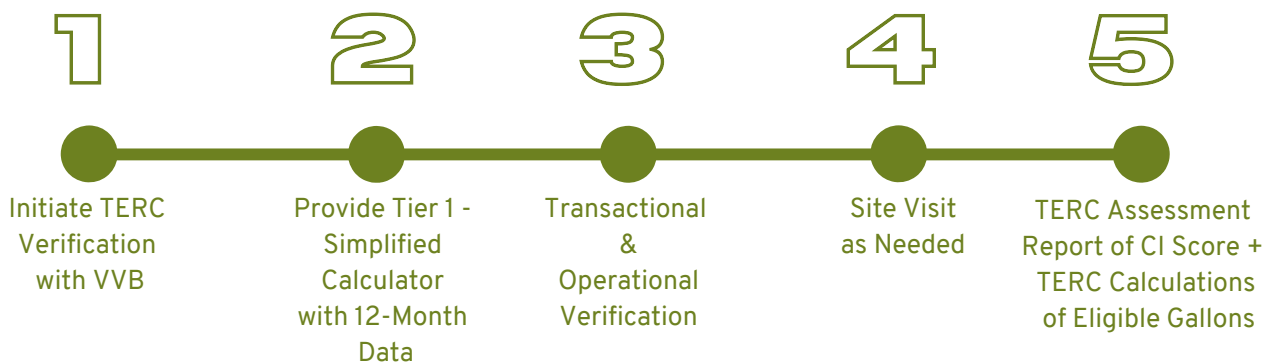 1
Initiate TERC
Verification
with VVB
2
Provide Tier 1 -
Simplified
Calculator
with 12-Month
Data
3
Transactional
&
Operational
Verification
4
Site Visit
as Needed
5
TERC Assessment
Report of CI Score +
TERC Calculations
of Eligible Gallons